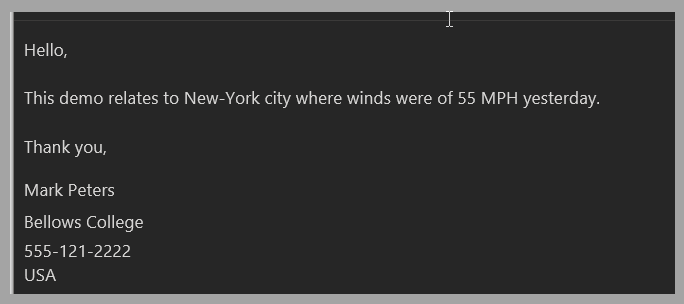 Hello,
This demo relates to New-York city where winds were of 55 MPH yesterday.
Thank you,
Mark Peters
Bellows College
555-121-2222
USA